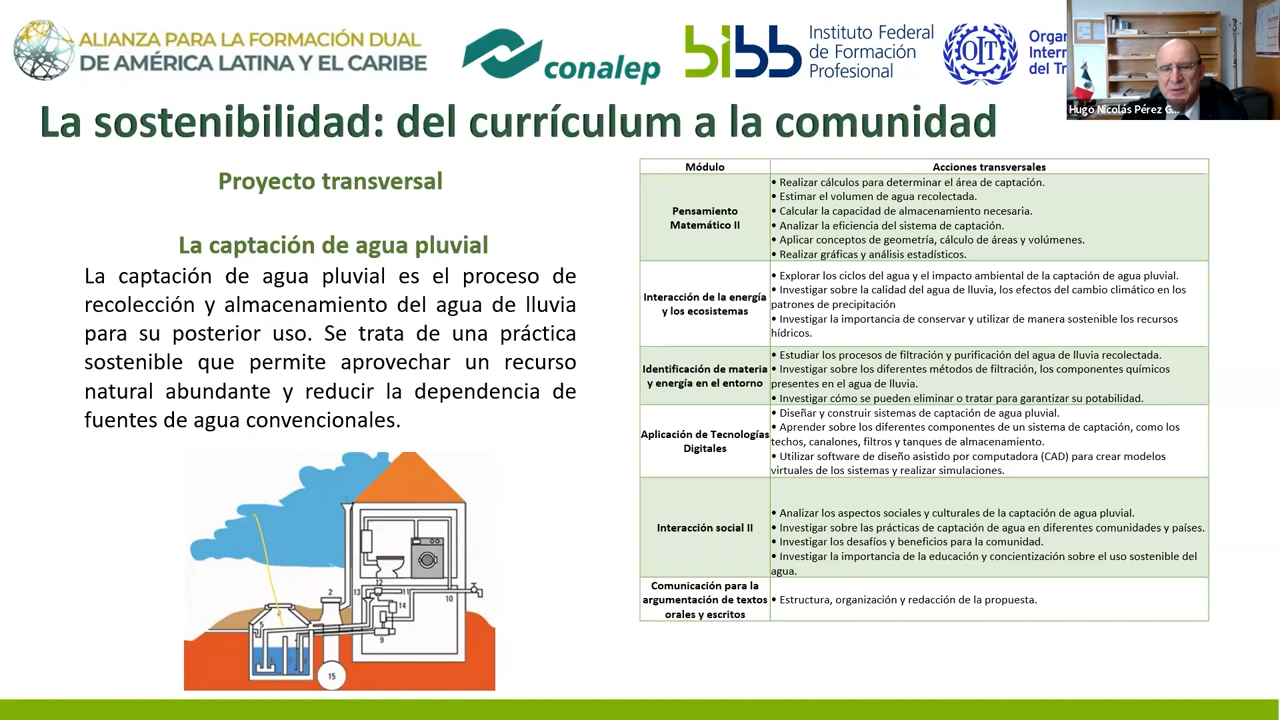 ALIANZA PARA LA FORMACIÓN DUAL
DE AMÉRICA LATINA Y EL CARIBE
conalep
bibb
Instituto Federal
de Formación
Profesional
OIT
Organ
Intern
del Tr
Hugo Nicolás Pérez G...
La sostenibilidad: del currículum a la comunidad
Proyecto transversal
La captación de agua pluvial
La captación de agua pluvial es el proceso de
recolección y almacenamiento del agua de lluvia
para su posterior uso. Se trata de una práctica
sostenible que permite aprovechar un recurso
natural abundante y reducir la dependencia de
fuentes de agua convencionales.
12
2
13
11
14
10
5
9
15
Módulo
Acciones transversales
Pensamiento
Matemático II
• Realizar cálculos para determinar el área de captación.
• Estimar el volumen de agua recolectada.
• Calcular la capacidad de almacenamiento necesaria.
• Analizar la eficiencia del sistema de captación.
• Aplicar conceptos de geometría, cálculo de áreas y volúmenes.
• Realizar gráficas y análisis estadísticos.
Interacción de la energía
y los ecosistemas
• Explorar los ciclos del agua y el impacto ambiental de la captación de agua pluvial.
• Investigar sobre la calidad del agua de lluvia, los efectos del cambio climático en los
patrones de precipitación
• Investigar la importancia de conservar y utilizar de manera sostenible los recursos
hídricos.
Identificación de materia
y energía en el entorno
• Estudiar los procesos de filtración y purificación del agua de lluvia recolectada.
• Investigar sobre los diferentes métodos de filtración, los componentes químicos
presentes en el agua de lluvia.
• Investigar cómo se pueden eliminar o tratar para garantizar su potabilidad.
Aplicación de Tecnologías
Digitales
• Diseñar y construir sistemas de captación de agua pluvial.
• Aprender sobre los diferentes componentes de un sistema de captación, como los
techos, canalones, filtros y tanques de almacenamiento.
• Utilizar software de diseño asistido por computadora (CAD) para crear modelos
virtuales de los sistemas y realizar simulaciones.
Interacción social II
• Analizar los aspectos sociales y culturales de la captación de agua pluvial.
• Investigar sobre las prácticas de captación de agua en diferentes comunidades y países.
• Investigar los desafíos y beneficios para la comunidad.
• Investigar la importancia de la educación y concientización sobre el uso sostenible del
agua.
Comunicación para la
argumentación de textos
orales y escritos
• Estructura, organización y redacción de la propuesta.